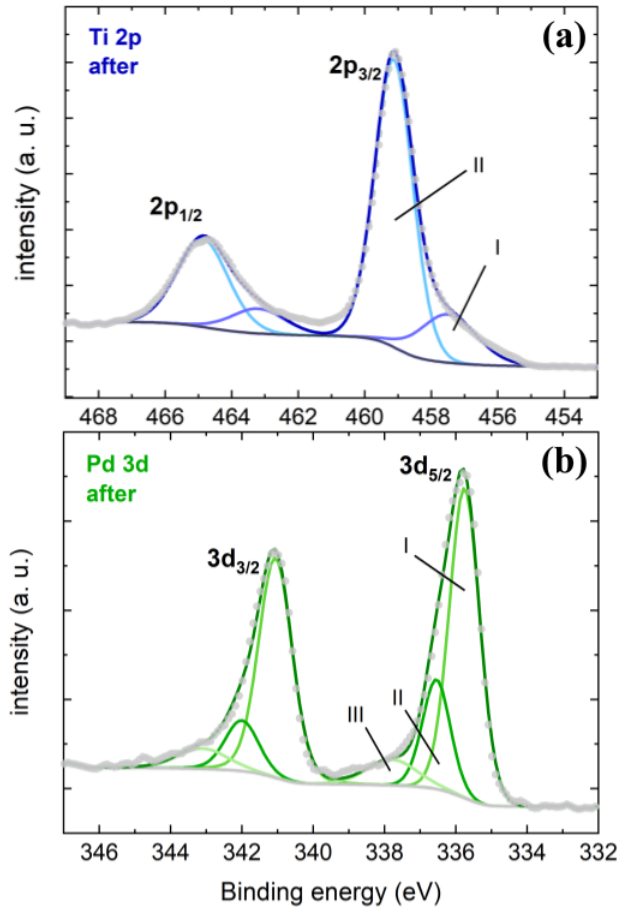 Ti 2p
after
(a)
2p3/2
2p1/2
II
I
intensity (a. u.)
468 466 464 462 460 458 456 454
Pd 3d
after
(b)
3d5/2
3d3/2
I
II
III
intensity (a. u.)
346 344 342 340 338 336 334 332
Binding energy (eV)